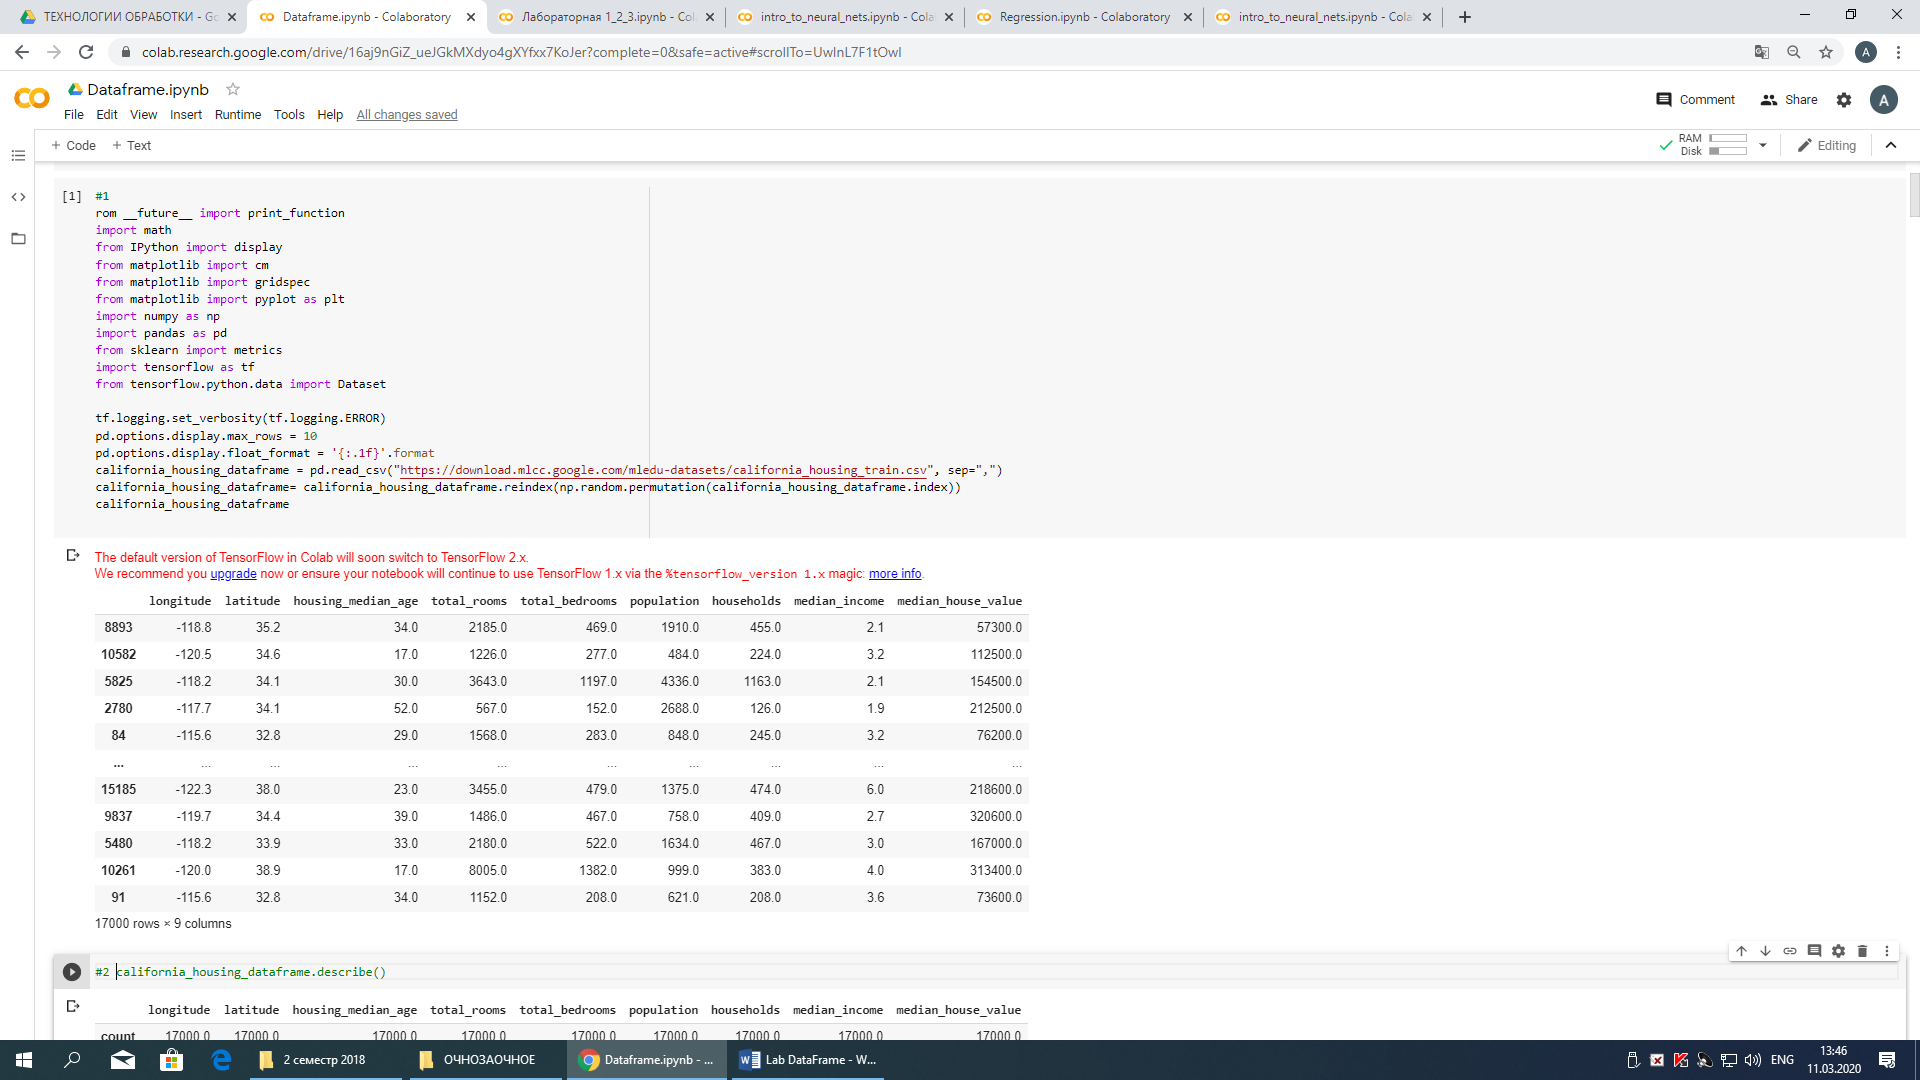 ТЕХНОЛОГИИ ОБРАБОТКИ - Go
Dataframe.ipynb - Colaboratory
Лабораторная 1_2_3.ipynb - Col
intro_to_neural_nets.ipynb - Cola
Regression.ipynb - Colaboratory
intro_to_neural_nets.ipynb - Cola
colab.research.google.com/drive/16aj9nGiZ_ueJGkMXdyo4gXYfxx7KoJer?complete=0&safe=active#scrollTo=UwlnL7F1tOwI
A
CO
Dataframe.ipynb
File Edit View Insert Runtime Tools Help All changes saved
Comment Share A
+ Code + Text
RAM
Disk
Editing
[1] #1
rom __future__ import print_function
import math
from IPython import display
from matplotlib import cm
from matplotlib import gridspec
from matplotlib import pyplot as plt
import numpy as np
import pandas as pd
from sklearn import metrics
import tensorflow as tf
from tensorflow.python.data import Dataset
tf.logging.set_verbosity(tf.logging.ERROR)
pd.options.display.max_rows = 10
pd.options.display.float_format = '{:.1f}'.format
california_housing_dataframe = pd.read_csv("https://download.mlcc.google.com/mledu-datasets/california_housing_train.csv", sep=",")
california_housing_dataframe= california_housing_dataframe.reindex(np.random.permutation(california_housing_dataframe.index))
california_housing_dataframe
The default version of TensorFlow in Colab will soon switch to TensorFlow 2.x.
We recommend you upgrade now or ensure your notebook will continue to use TensorFlow 1.x via the %tensorflow_version 1.x magic: more info.
longitude latitude housing_median_age total_rooms total_bedrooms population households median_income median_house_value
8893 -118.8 35.2 34.0 2185.0 469.0 1910.0 455.0 2.1 57300.0
10582 -120.5 34.6 17.0 1226.0 277.0 484.0 224.0 3.2 112500.0
5825 -118.2 34.1 30.0 3643.0 1197.0 4336.0 1163.0 2.1 154500.0
2780 -117.7 34.1 52.0 567.0 152.0 2688.0 126.0 1.9 212500.0
84 -115.6 32.8 29.0 1568.0 283.0 848.0 245.0 3.2 76200.0
... ... ... ... ... ... ... ... ... ...
15185 -122.3 38.0 23.0 3455.0 479.0 1375.0 474.0 6.0 218600.0
9837 -119.7 34.4 39.0 1486.0 467.0 758.0 409.0 2.7 320600.0
5480 -118.2 33.9 33.0 2180.0 522.0 1634.0 467.0 3.0 167000.0
10261 -120.0 38.9 17.0 8005.0 1382.0 999.0 383.0 4.0 313400.0
91 -115.6 32.8 34.0 1152.0 208.0 621.0 208.0 3.6 73600.0
17000 rows × 9 columns
#2 california_housing_dataframe.describe()
longitude latitude housing_median_age total_rooms total_bedrooms population households median_income median_house_value
count 17000.0 17000.0 17000.0 17000.0 17000.0 17000.0 17000.0 17000.0 17000.0
2 семестр 2018
ОЧНОЗАОЧНОЕ
Dataframe.ipynb - ...
Lab DataFrame - W...
ENG
13:46
11.03.2020